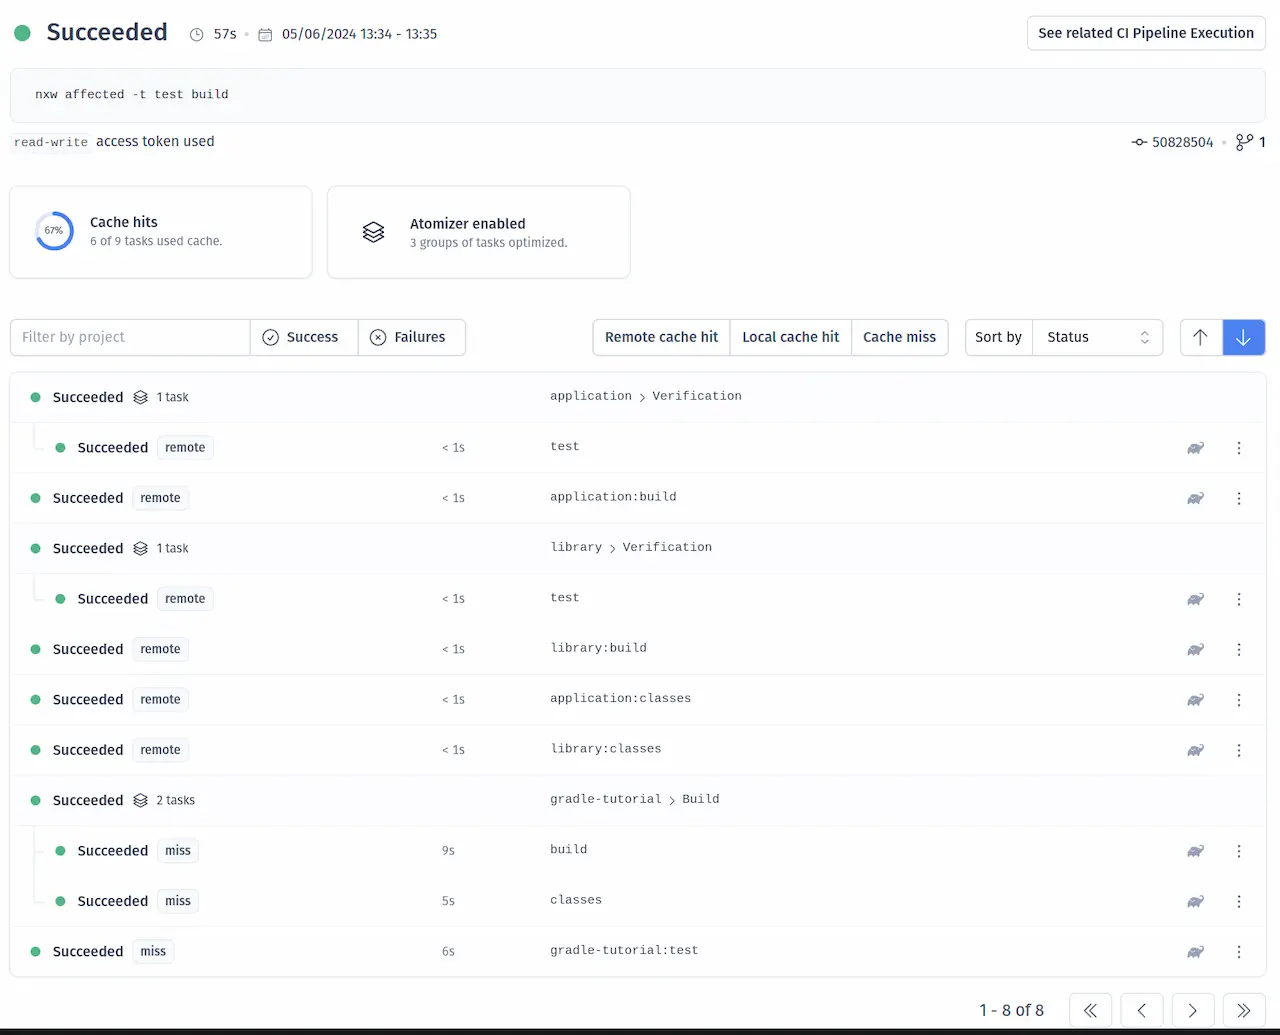 Succeeded 57s 05/06/2024 13:34 - 13:35 See related CI Pipeline Execution
nxw affected -t test build
read-write access token used 50828504 1
67% Cache hits
6 of 9 tasks used cache.
Atomizer enabled
3 groups of tasks optimized.
Filter by project Success Failures Remote cache hit Local cache hit Cache miss Sort by Status
Succeeded 1 task application > Verification
Succeeded remote < 1s test
Succeeded remote < 1s application:build
Succeeded 1 task library > Verification
Succeeded remote < 1s test
Succeeded remote < 1s library:build
Succeeded remote < 1s application:classes
Succeeded remote < 1s library:classes
Succeeded 2 tasks gradle-tutorial > Build
Succeeded miss 9s build
Succeeded miss 5s classes
Succeeded miss 6s gradle-tutorial:test
1 - 8 of 8